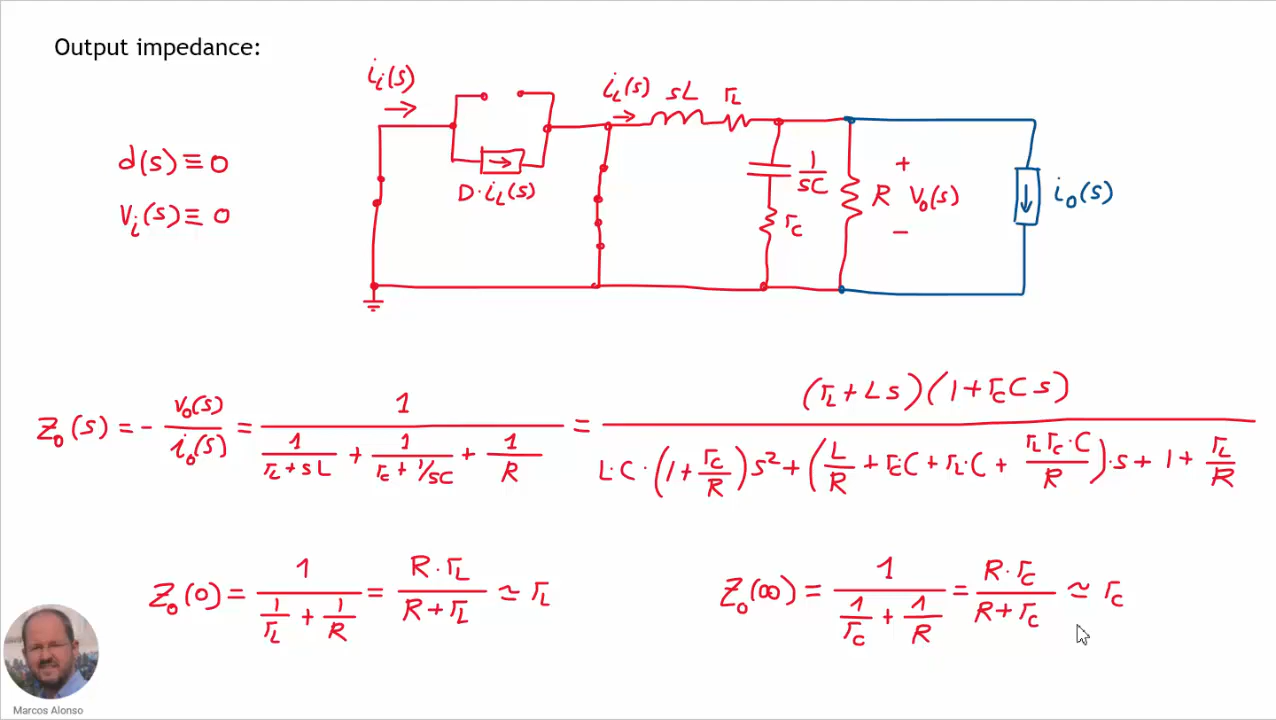 Output impedance:
i_i(s)
i_L(s) sL r_L
d(s) ≡ 0
v_i(s) ≡ 0
D·i_L(s)
1/sC
r_C
+
R v_o(s)
−
i_o(s)
Z_o(s) = − v_o(s)/i_o(s) = 1/(1/(r_L+sL) + 1/(r_C+1/sC) + 1/R) = (r_L+Ls)(1+r_C C s)/(L·C·(1+r_C/R)s²+(L/R+r_C·C+r_L·C+r_L r_C·C/R)·s+1+r_L/R)
Z_o(0) = 1/(1/r_L + 1/R) = R·r_L/(R+r_L) ≃ r_L
Z_o(∞) = 1/(1/r_C + 1/R) = R·r_C/(R+r_C) ≃ r_C
Marcos Alonso